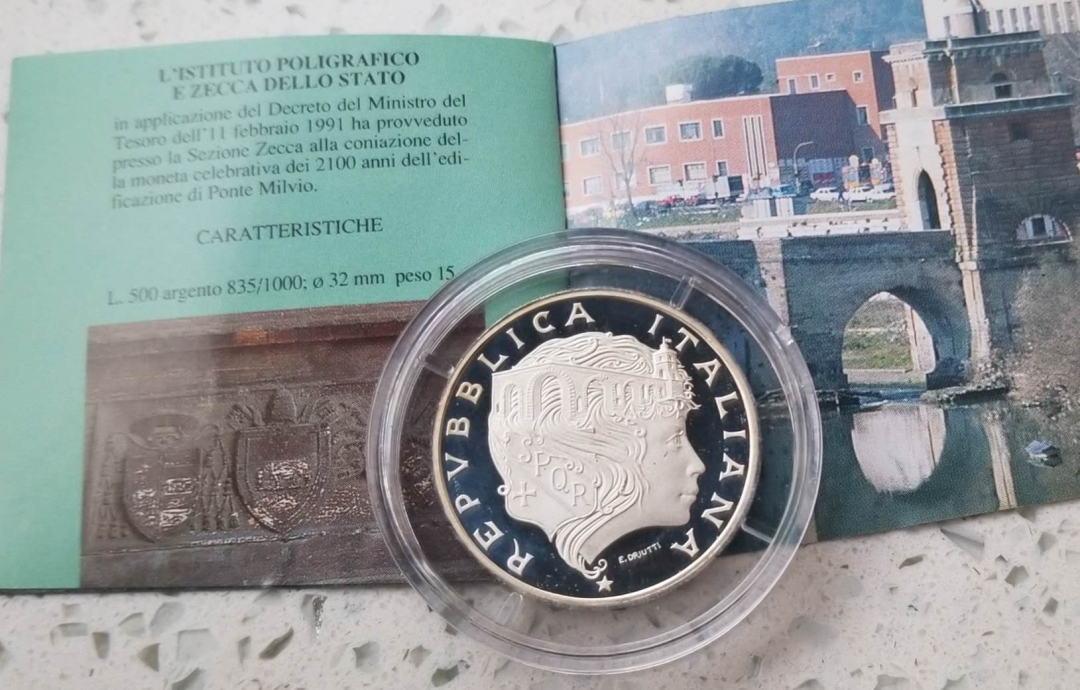 L'ISTITUTO POLIGRAFICO
E ZECCA DELLO STATO
in applicazione del Decreto del Ministro del
Tesoro dell'11 febbraio 1991 ha provveduto
presso la Sezione Zecca alla coniazione del-
la moneta celebrativa dei 2100 anni dell'edi-
ficazione di Ponte Milvio.
CARATTERISTICHE
L. 500 argento 835/1000; ø 32 mm peso 15
REPVBBLICA ITALIANA
PQR
E. DRIUTTI